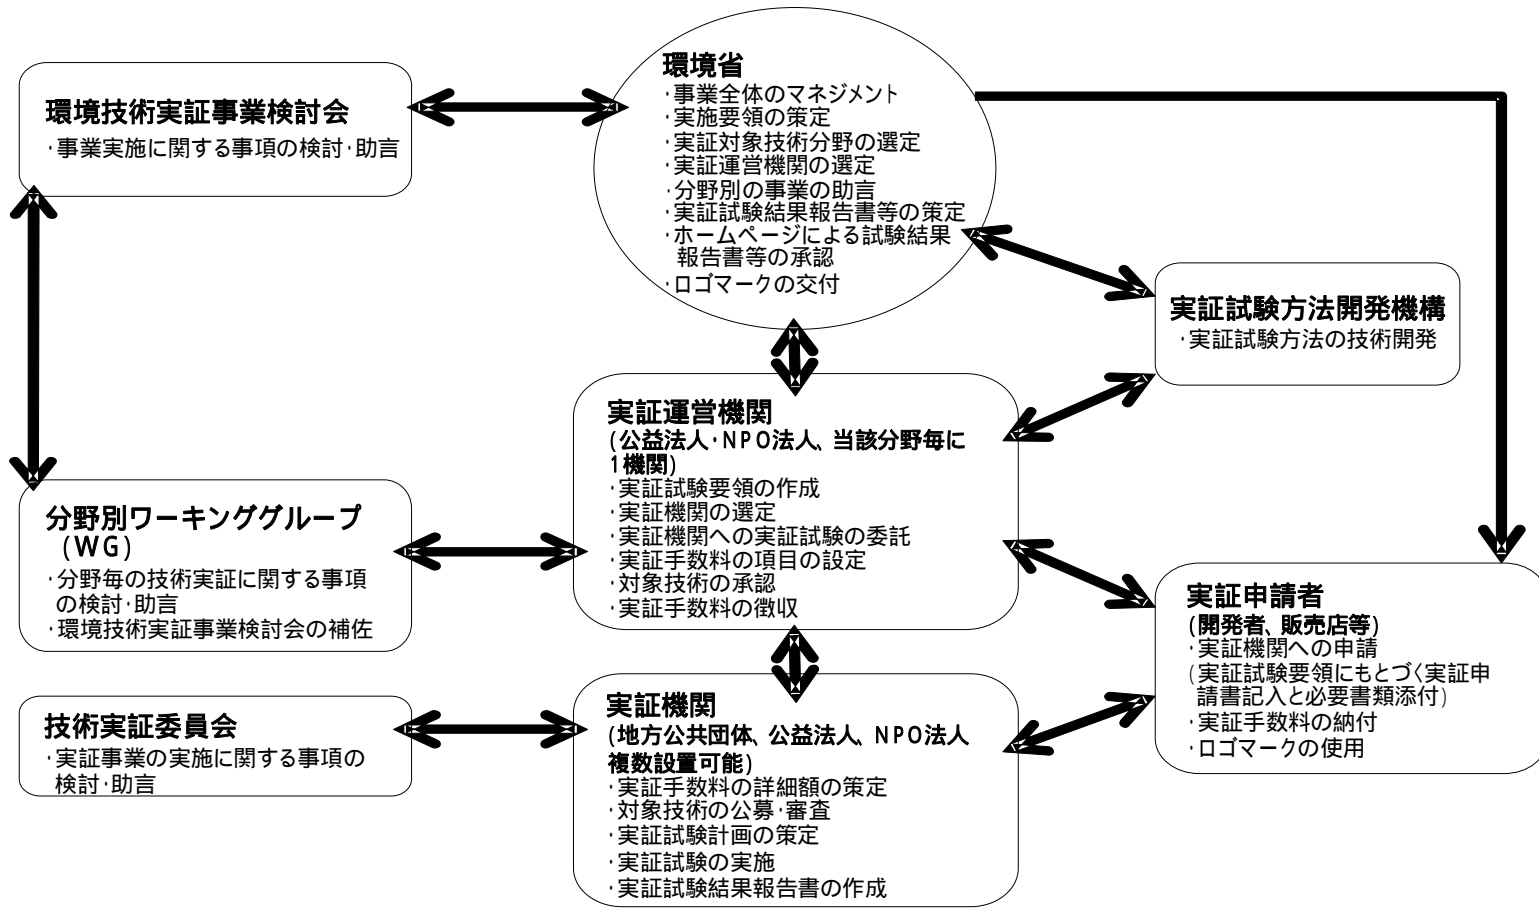 環境省
・事業全体のマネジメント
・実施要領の策定
・実証対象技術分野の選定
・実証運営機関の選定
・分野別の事業の助言
・実証試験結果報告書等の策定
・ホームページによる試験結果
報告書等の承認
・ロゴマークの交付
環境技術実証事業検討会
・事業実施に関する事項の検討・助言
実証試験方法開発機構
・実証試験方法の技術開発
実証運営機関
(公益法人・NPO法人、当該分野毎に
1機関)
・実証試験要領の作成
・実証機関の選定
・実証機関への実証試験の委託
・実証手数料の項目の設定
・対象技術の承認
・実証手数料の徴収
分野別ワーキンググループ
(WG)
・分野毎の技術実証に関する事項
の検討・助言
・環境技術実証事業検討会の補佐
実証申請者
(開発者、販売店等)
・実証機関への申請
(実証試験要領にもとづく実証申
請書記入と必要書類添付)
・実証手数料の納付
・ロゴマークの使用
技術実証委員会
・実証事業の実施に関する事項の
検討・助言
実証機関
(地方公共団体、公益法人、NPO法人
複数設置可能)
・実証手数料の詳細額の策定
・対象技術の公募・審査
・実証試験計画の策定
・実証試験の実施
・実証試験結果報告書の作成